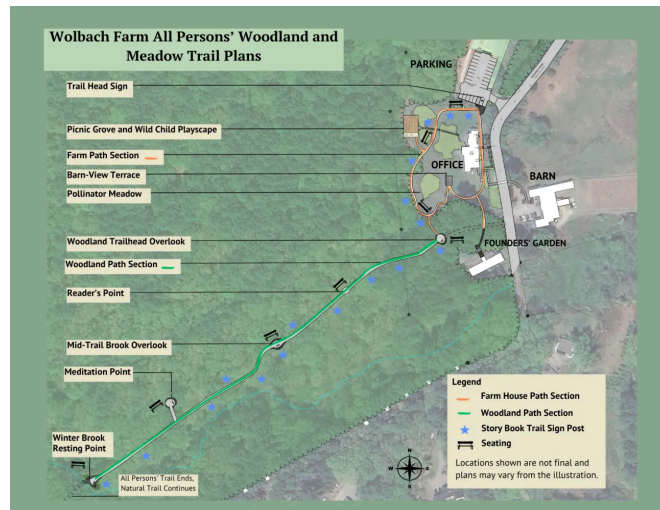 Wolbach Farm All Persons' Woodland and
Meadow Trail Plans
PARKING
Trail Head Sign
Picnic Grove and Wild Child Playscape
Farm Path Section
OFFICE
Barn-View Terrace
BARN
Pollinator Meadow
Woodland Trailhead Overlook
FOUNDERS' GARDEN
Woodland Path Section
Reader's Point
Mid-Trail Brook Overlook
Meditation Point
Winter Brook
Resting Point
All Persons' Trail Ends,
Natural Trail Continues
Legend
Farm House Path Section
Woodland Path Section
Story Book Trail Sign Post
Seating
Locations shown are not final and
plans may vary from the illustration.
N
W
S